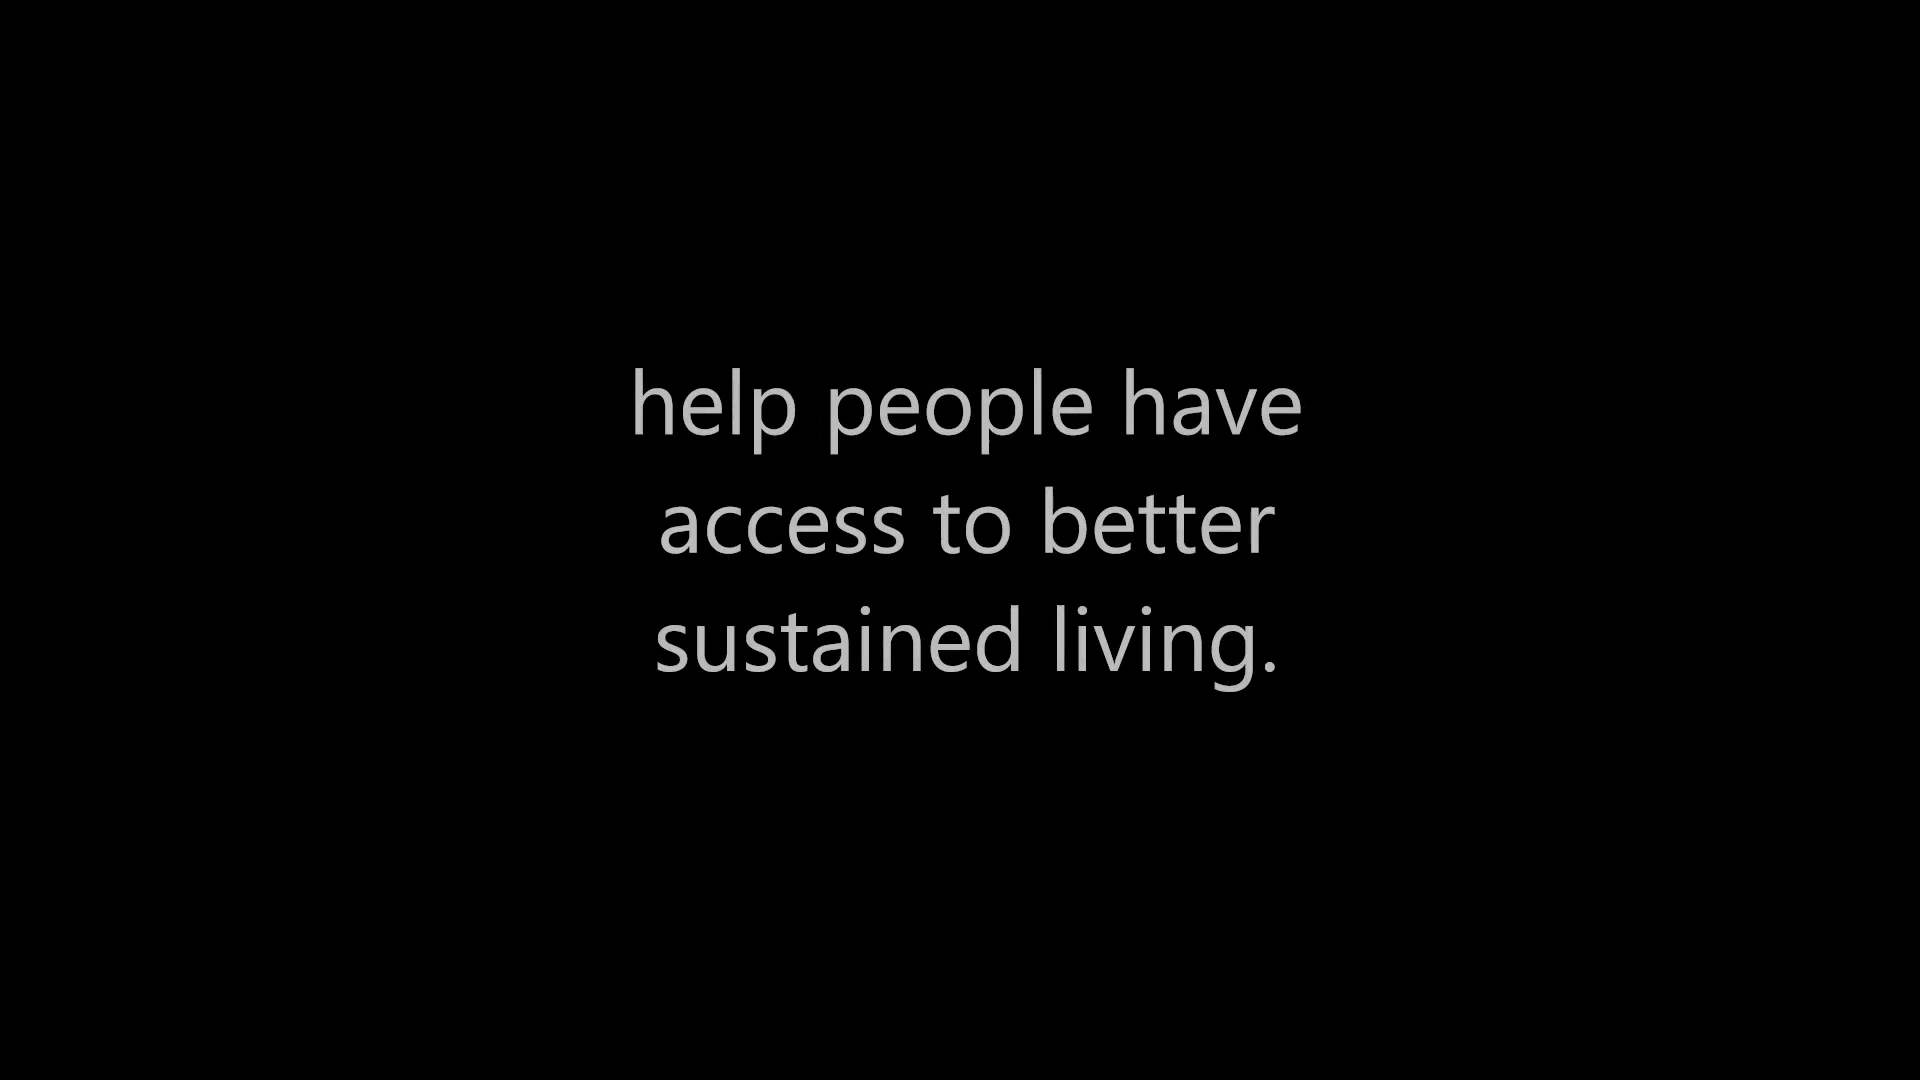 help people have
access to better
sustained living.